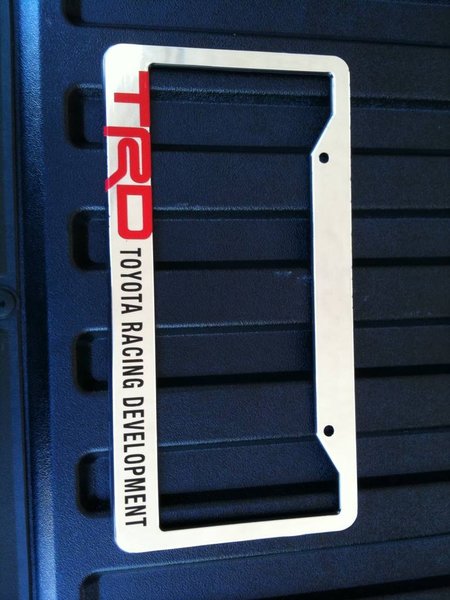 TRD TOYOTA RACING DEVELOPMENT